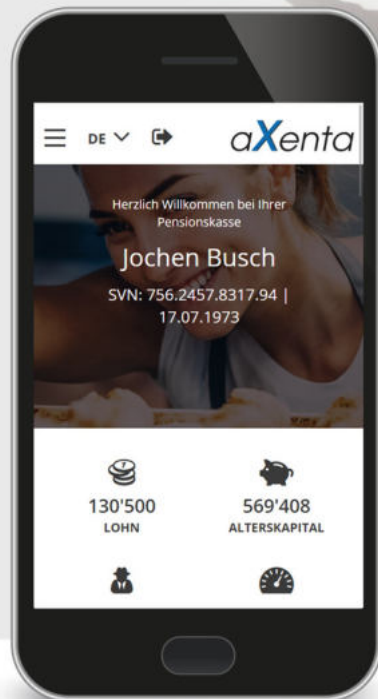 DE
aXenta
Herzlich Willkommen bei Ihrer
Pensionskasse
Jochen Busch
SVN: 756.2457.8317.94 |
17.07.1973
130'500
LOHN
569'408
ALTERSKAPITAL